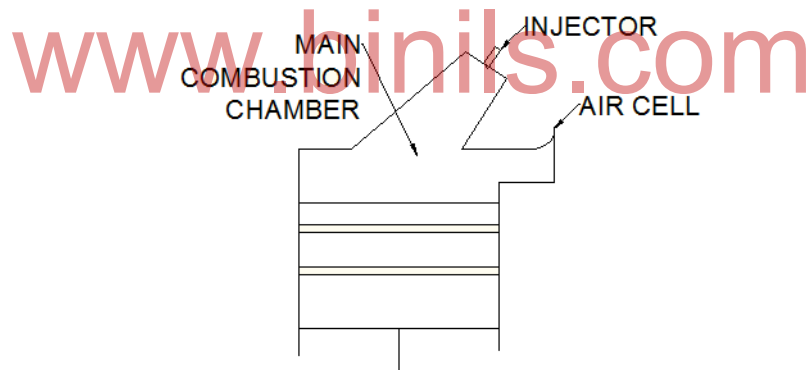 www.binils.com
INJECTOR
MAIN
COMBUSTION
CHAMBER
AIR CELL